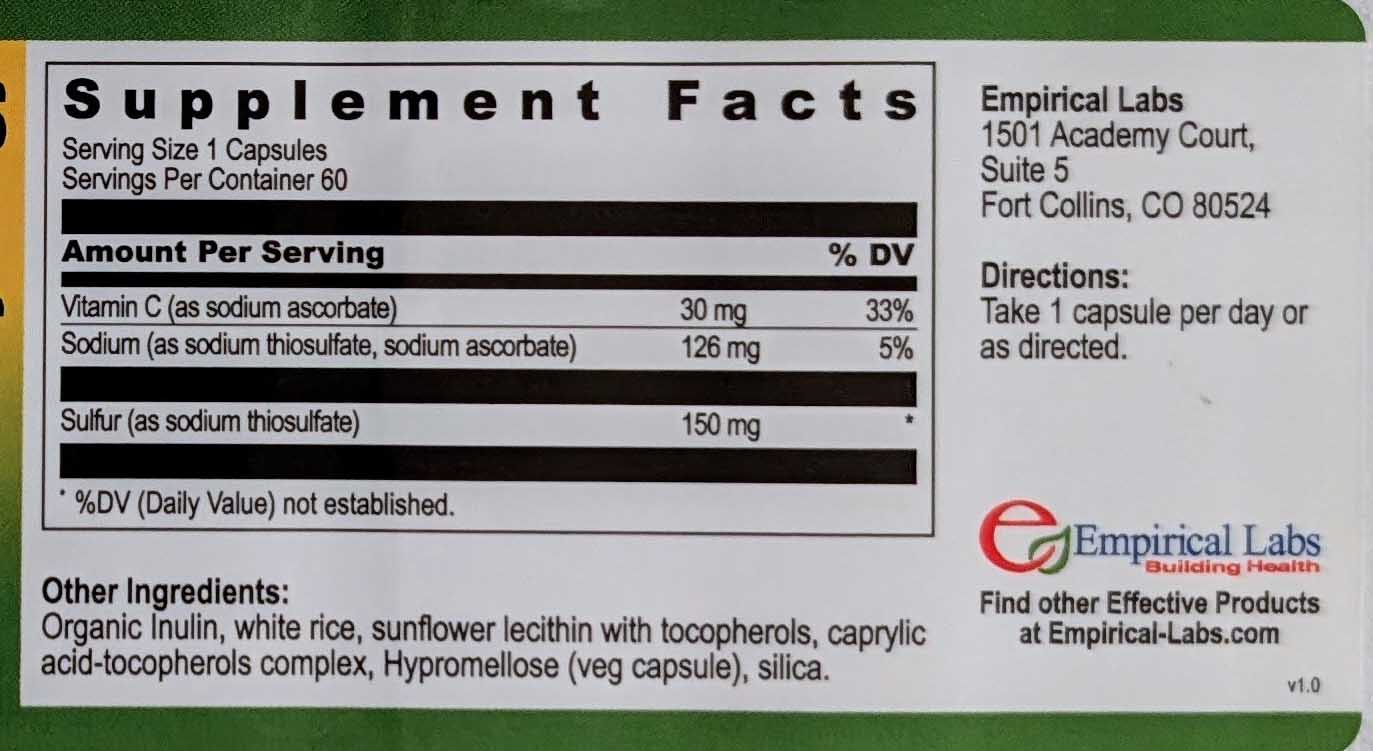 Supplement Facts
Serving Size 1 Capsules
Servings Per Container 60
Amount Per Serving % DV
Vitamin C (as sodium ascorbate) 30 mg 33%
Sodium (as sodium thiosulfate, sodium ascorbate) 126 mg 5%
Sulfur (as sodium thiosulfate) 150 mg *
* %DV (Daily Value) not established.
Other Ingredients:
Organic Inulin, white rice, sunflower lecithin with tocopherols, caprylic
acid-tocopherols complex, Hypromellose (veg capsule), silica.
Empirical Labs
1501 Academy Court,
Suite 5
Fort Collins, CO 80524
Directions:
Take 1 capsule per day or
as directed.
Empirical Labs
Building Health
Find other Effective Products
at Empirical-Labs.com
v1.0